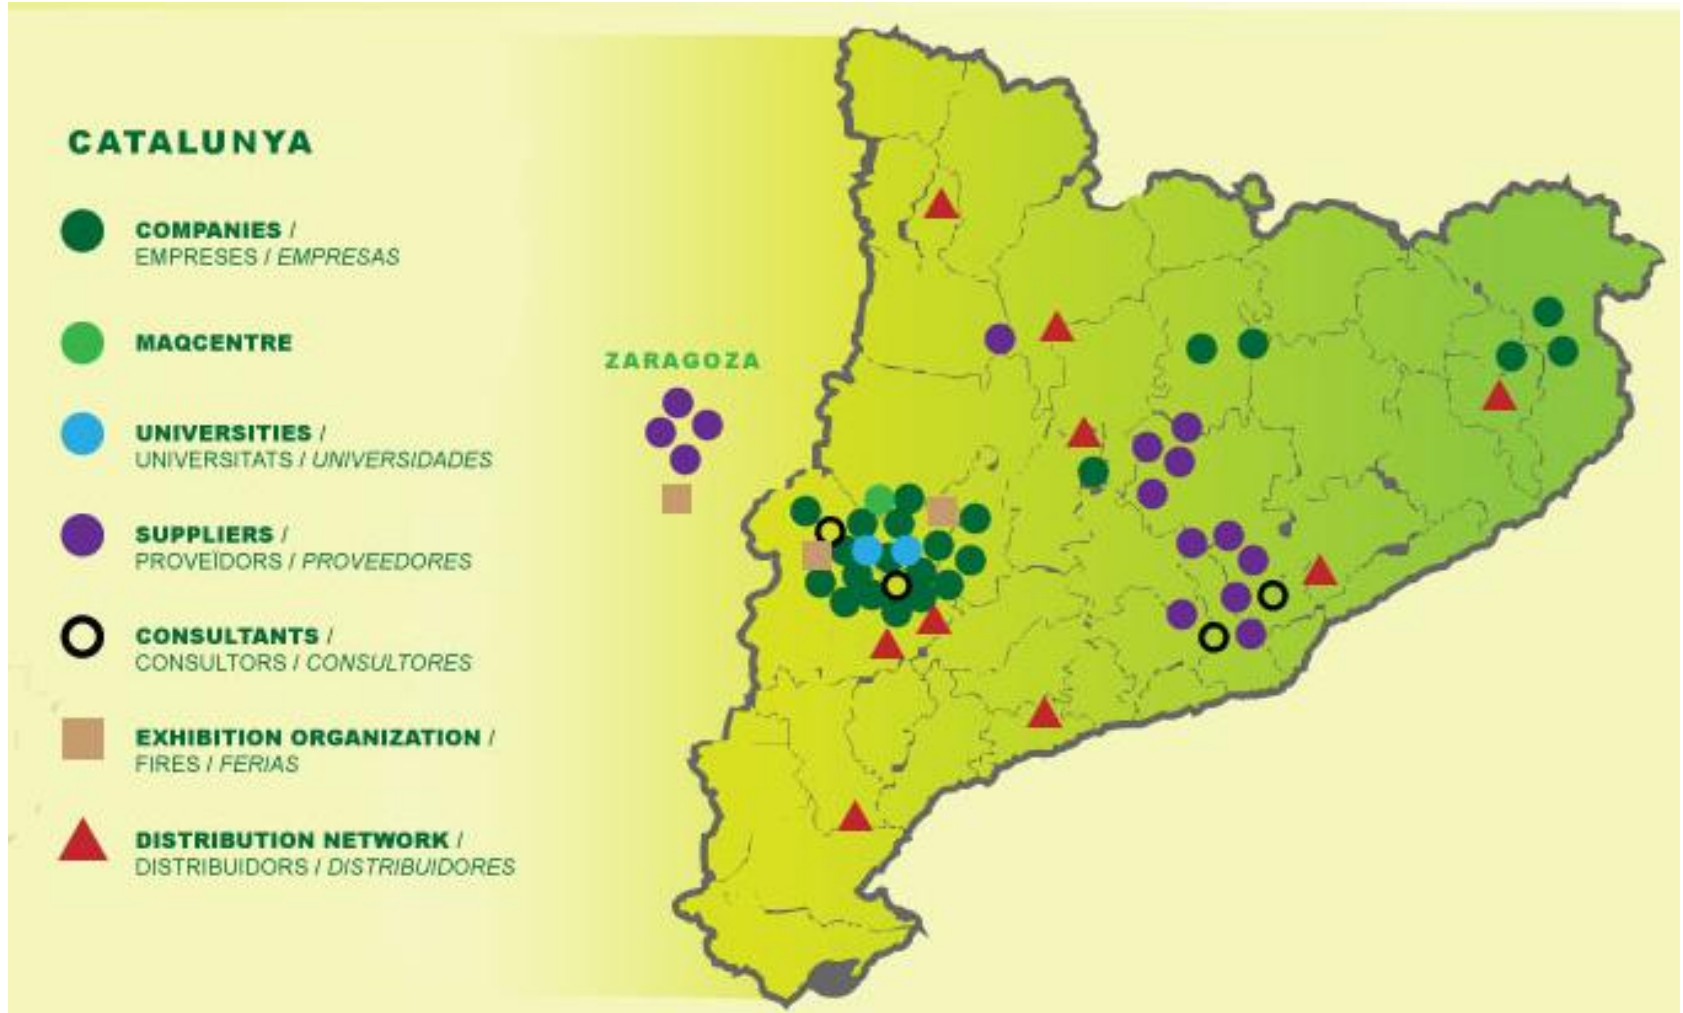 CATALUNYA
COMPANIES /
EMPRESES / EMPRESAS
MAQCENTRE
UNIVERSITIES /
UNIVERSITATS / UNIVERSIDADES
SUPPLIERS /
PROVEÏDORS / PROVEEDORES
CONSULTANTS /
CONSULTORS / CONSULTORES
EXHIBITION ORGANIZATION /
FIRES / FERIAS
DISTRIBUTION NETWORK /
DISTRIBUIDORS / DISTRIBUIDORES
ZARAGOZA